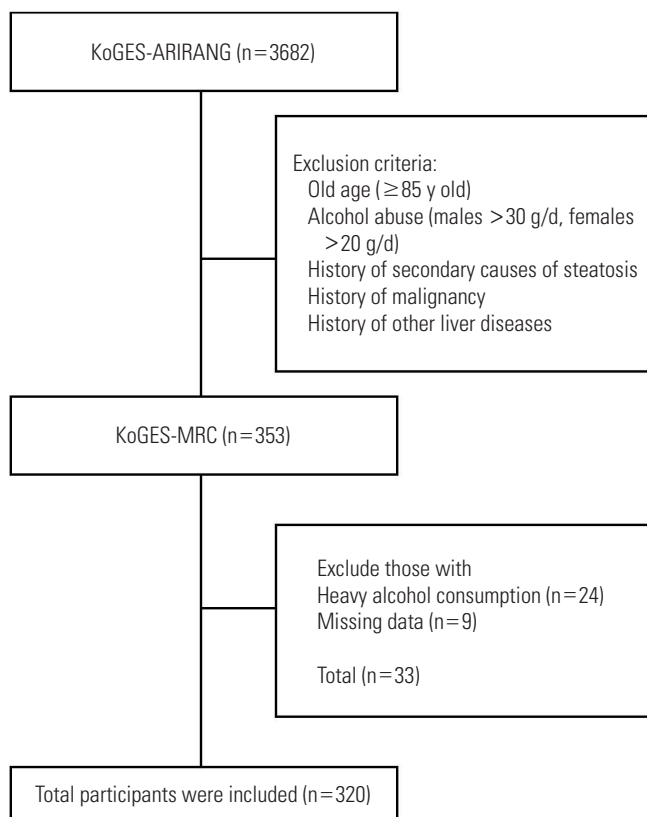 KoGES-ARIRANG (n=3682)
Exclusion criteria:
Old age (≥85 y old)
Alcohol abuse (males >30 g/d, females
>20 g/d)
History of secondary causes of steatosis
History of malignancy
History of other liver diseases
KoGES-MRC (n=353)
Exclude those with
Heavy alcohol consumption (n=24)
Missing data (n=9)
Total (n=33)
Total participants were included (n=320)